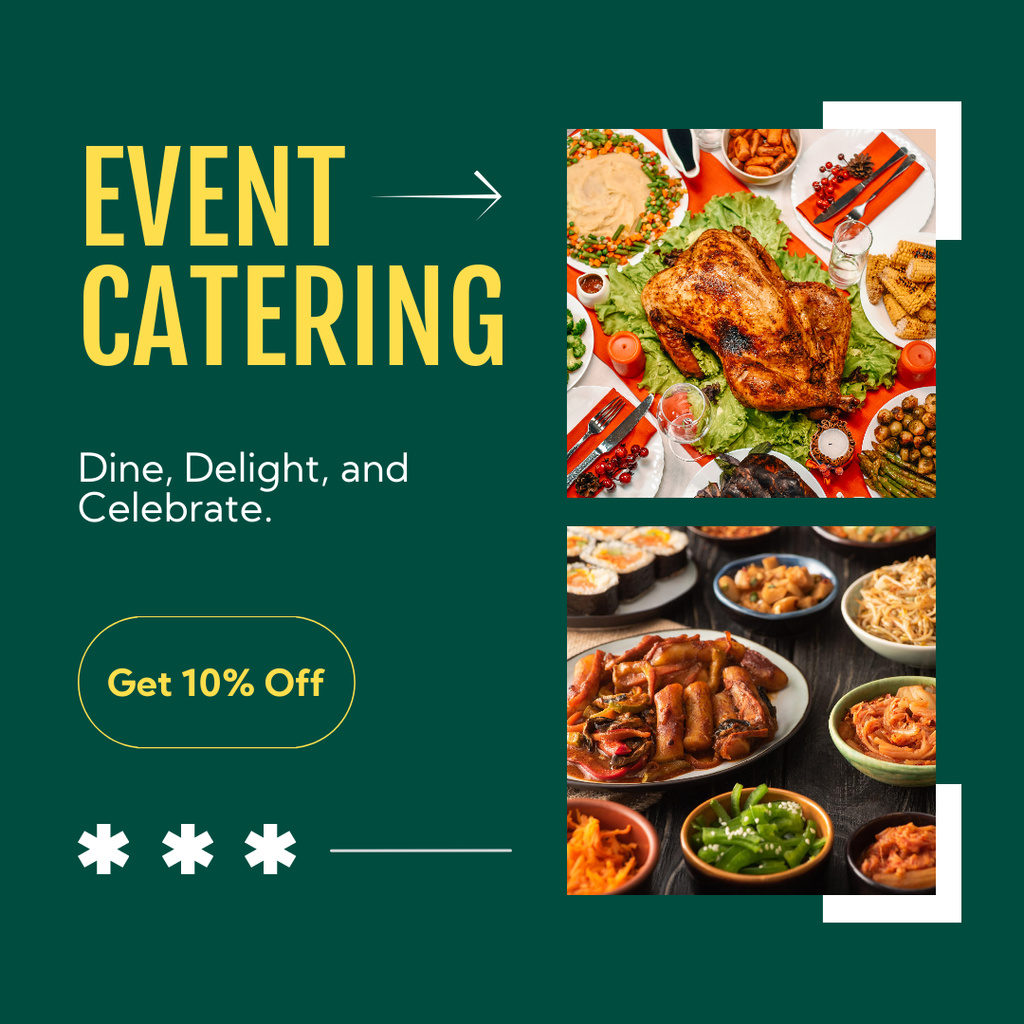 EVENT
CATERING
Dine, Delight, and
Celebrate.
Get 10% Off